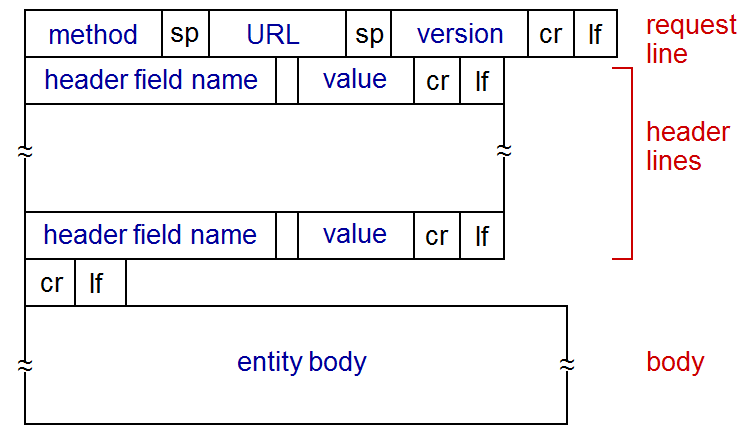 method sp URL sp version cr lf
request
line
header field name value cr lf
header
lines
≈ ≈
header field name value cr lf
cr lf
≈ entity body ≈
body